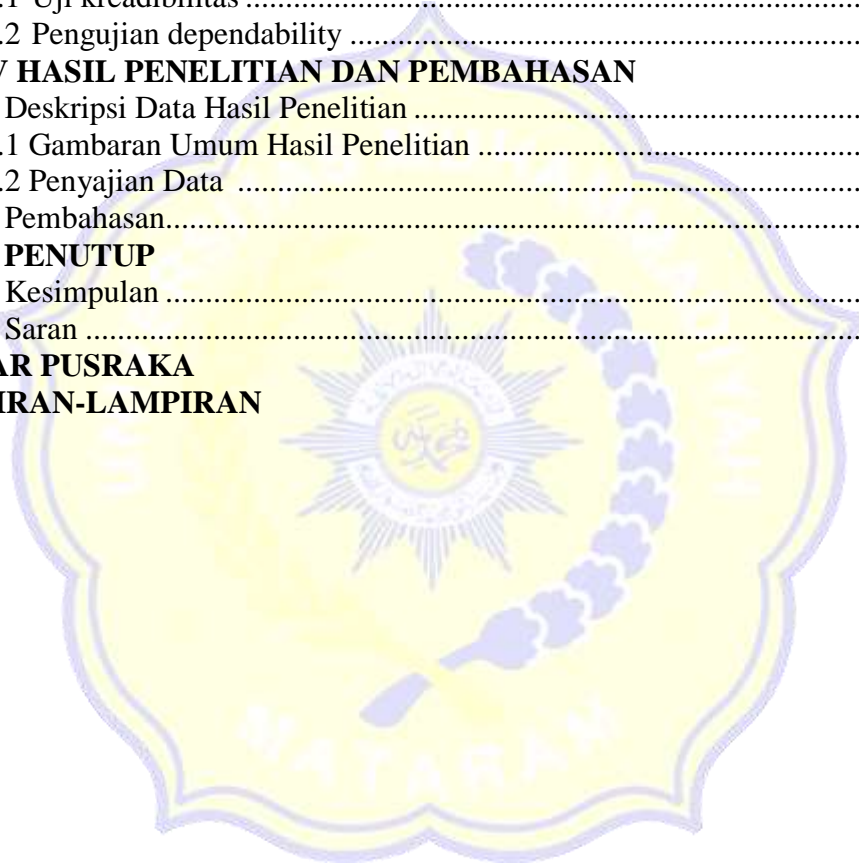 .1 Uji kreadibilitas ........................................................................................
.2 Pengujian dependability ..........................................................................
V HASIL PENELITIAN DAN PEMBAHASAN
Deskripsi Data Hasil Penelitian ................................................................
.1 Gambaran Umum Hasil Penelitian ........................................................
.2 Penyajian Data ........................................................................................
Pembahasan...................................................................................................
PENUTUP
Kesimpulan ....................................................................................................
Saran ..............................................................................................................
AR PUSRAKA
IRAN-LAMPIRAN
MATARAM